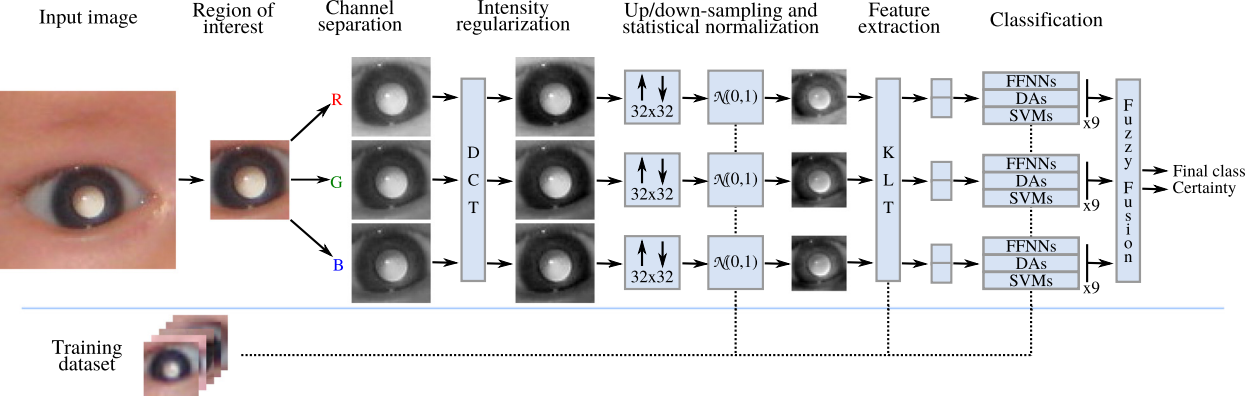 Input image
Region of
interest
Channel
separation
Intensity
regularization
Up/down-sampling and
statistical normalization
Feature
extraction
Classification
R
G
B
D
C
T
32x32
𝒩(0,1)
32x32
𝒩(0,1)
32x32
𝒩(0,1)
K
L
T
FFNNs
DAs
SVMs
x9
FFNNs
DAs
SVMs
x9
FFNNs
DAs
SVMs
x9
Fuzzy Fusion
Final class
Certainty
Training
dataset